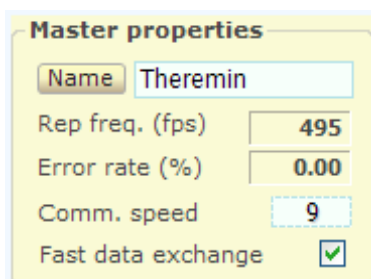 Master properties
Name Theremin
Rep freq. (fps) 495
Error rate (%) 0.00
Comm. speed 9
Fast data exchange